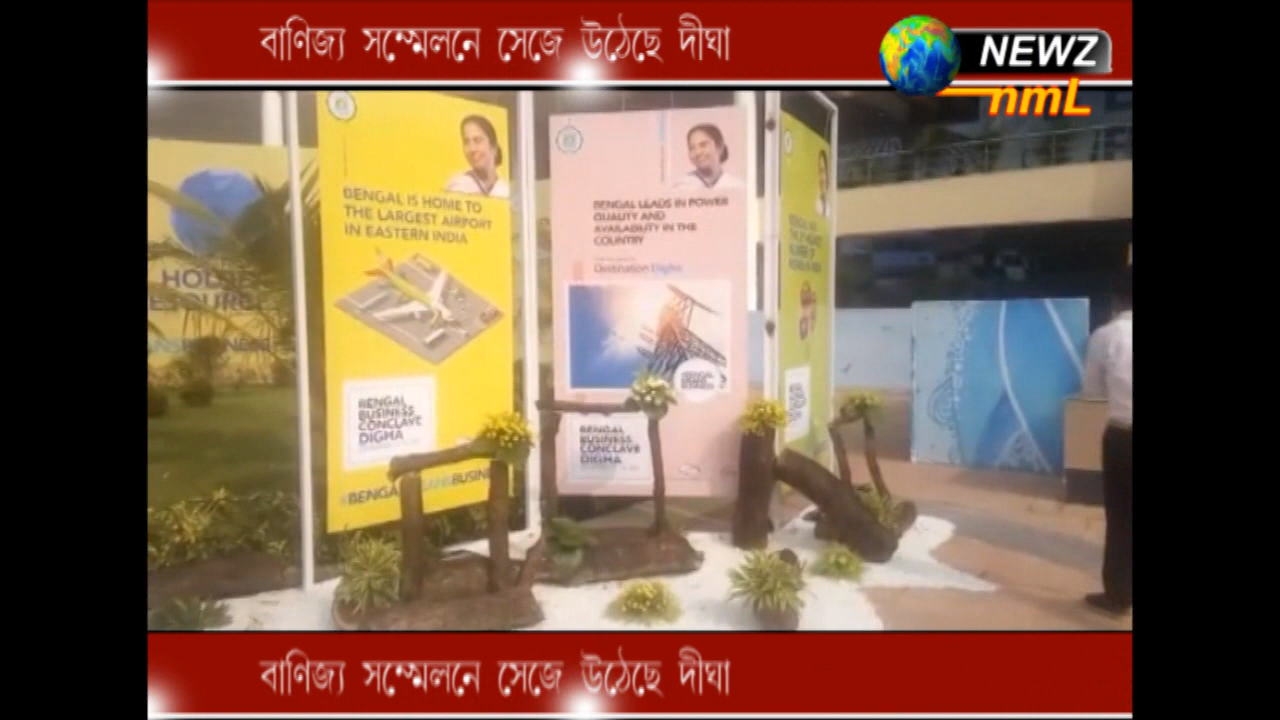 বাণিজ্য সম্মেলনে সেজে উঠেছে দীঘা
NEWZ
nmL
BENGAL IS HOME TO
THE LARGEST AIRPORT
IN EASTERN INDIA
BENGAL
BUSINESS
CONCLAVE
DIGHA
BENGAL LEADS IN POWER
QUALITY AND
AVAILABILITY IN THE
COUNTRY
Destination Digha
BENGAL
BUSINESS
CONCLAVE
DIGHA
বাণিজ্য সম্মেলনে সেজে উঠেছে দীঘা